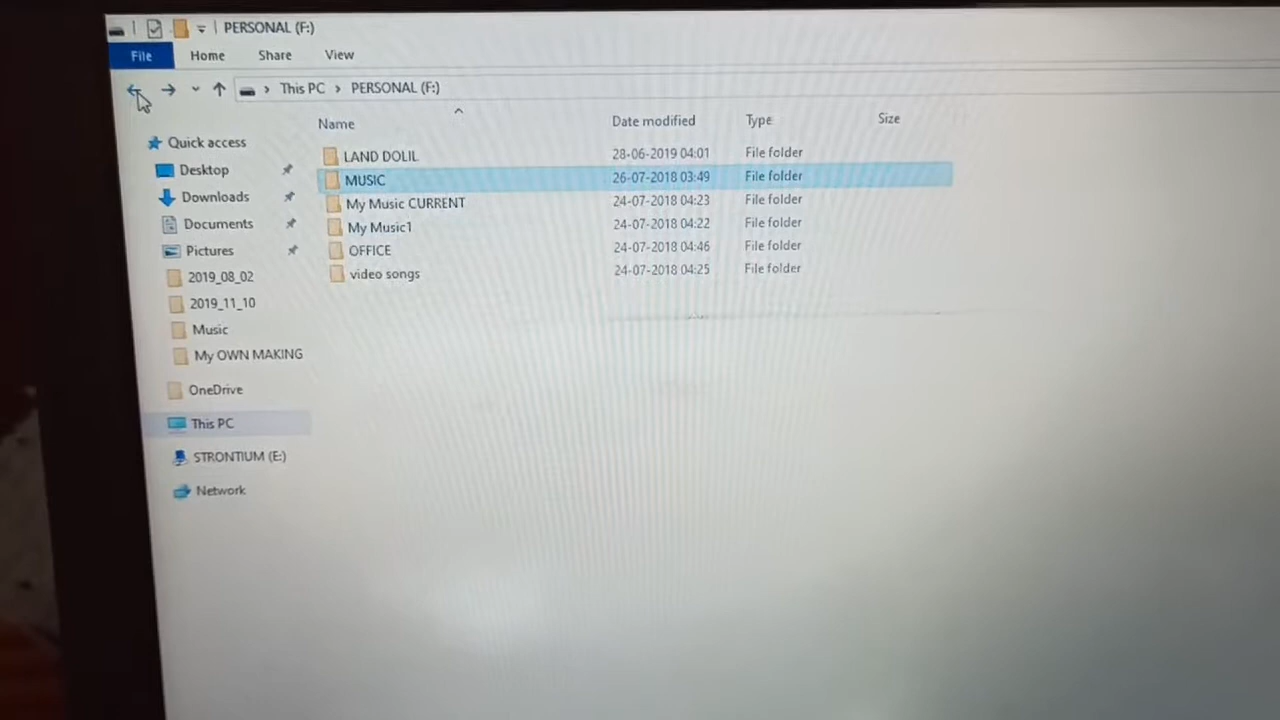 PERSONAL (F:)
File Home Share View
This PC > PERSONAL (F:)
Name Date modified Type Size
Quick access
Desktop
Downloads
Documents
Pictures
2019_08_02
2019_11_10
Music
My OWN MAKING
OneDrive
This PC
STRONTIUM (E:)
Network
LAND DOLIL 28-06-2019 04:01 File folder
MUSIC 26-07-2018 03:49 File folder
My Music CURRENT 24-07-2018 04:23 File folder
My Music1 24-07-2018 04:22 File folder
OFFICE 24-07-2018 04:46 File folder
video songs 24-07-2018 04:25 File folder